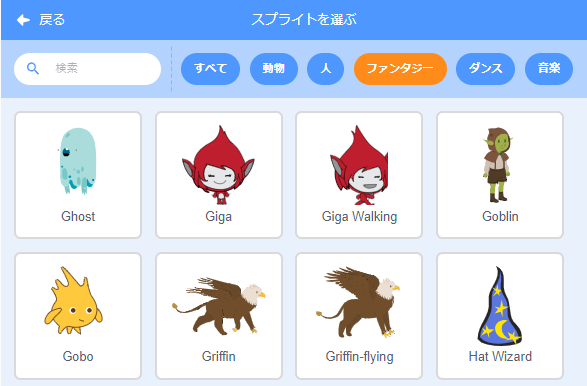 戻る
スプライトを選ぶ
検索
すべて
動物
人
ファンタジー
ダンス
音楽
Ghost
Giga
Giga Walking
Goblin
Gobo
Griffin
Griffin-flying
Hat Wizard